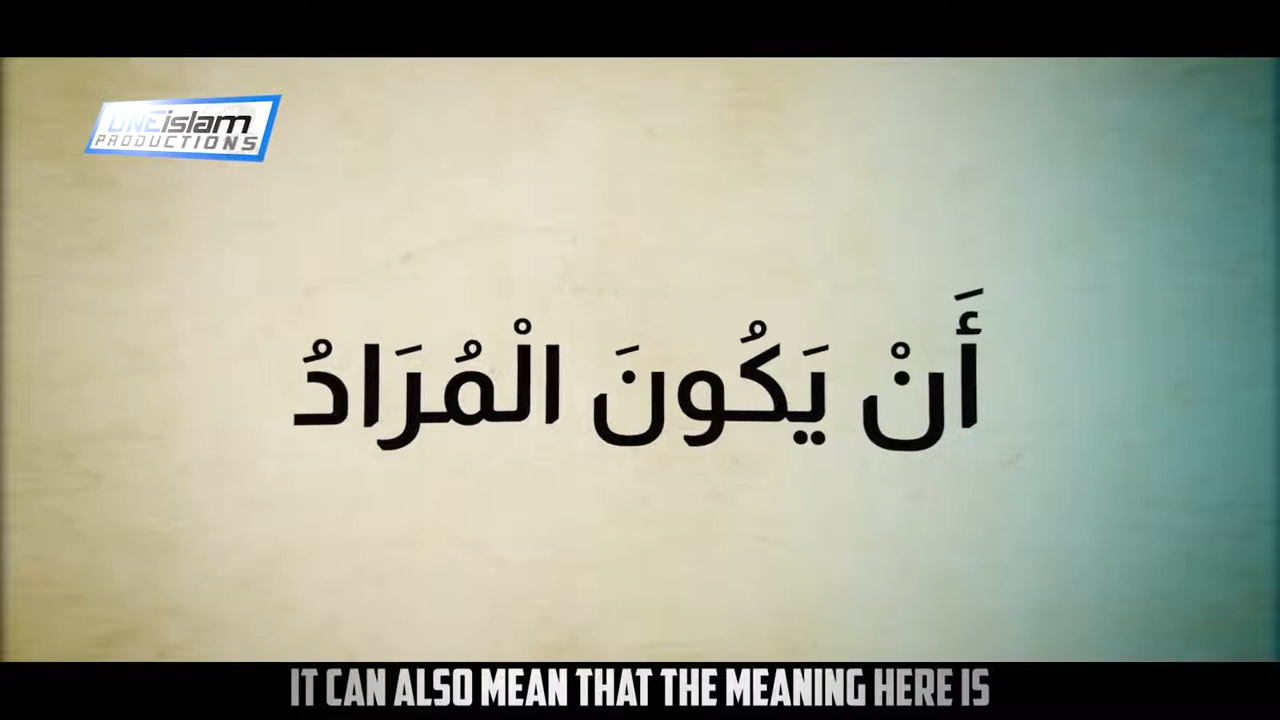 ONEislam
PRODUCTIONS
أَنْ يَكُونَ الْمُرَادُ
IT CAN ALSO MEAN THAT THE MEANING HERE IS